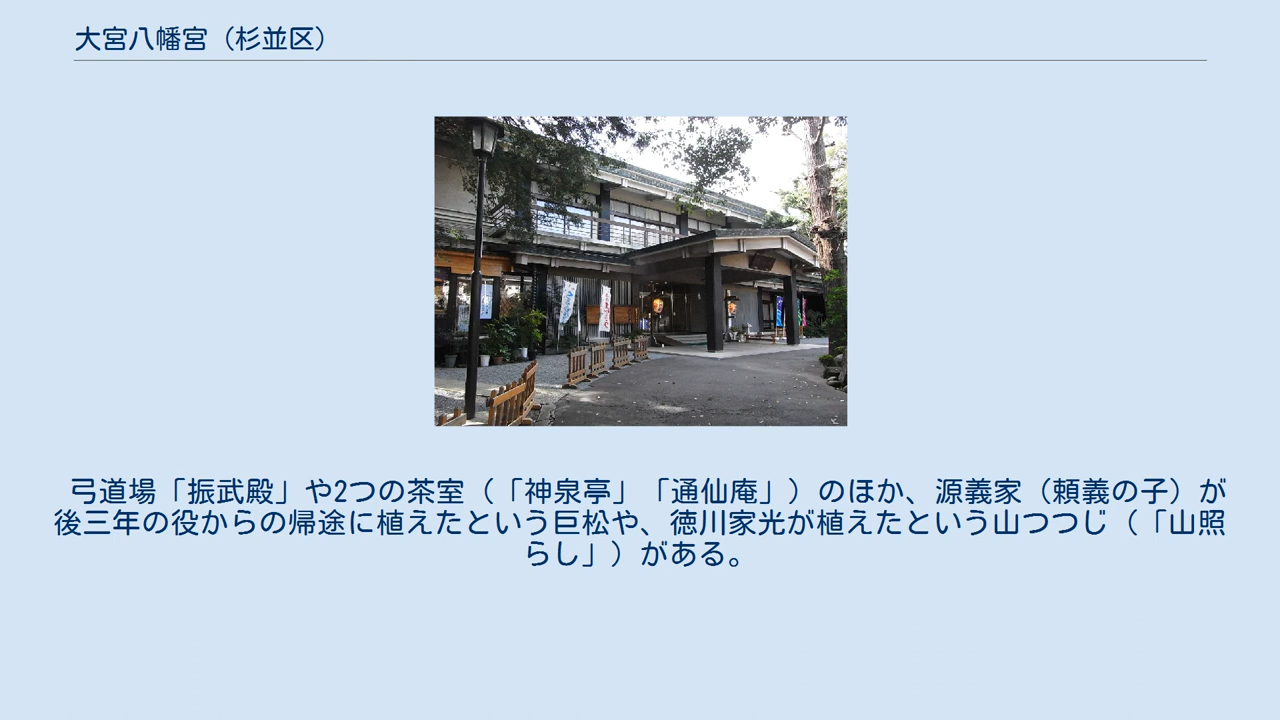 大宮八幡宮（杉並区）
弓道場「振武殿」や2つの茶室（「神泉亭」「通仙庵」）のほか、源義家（頼義の子）が
後三年の役からの帰途に植えたという巨松や、徳川家光が植えたという山つつじ（「山照
らし」）がある。